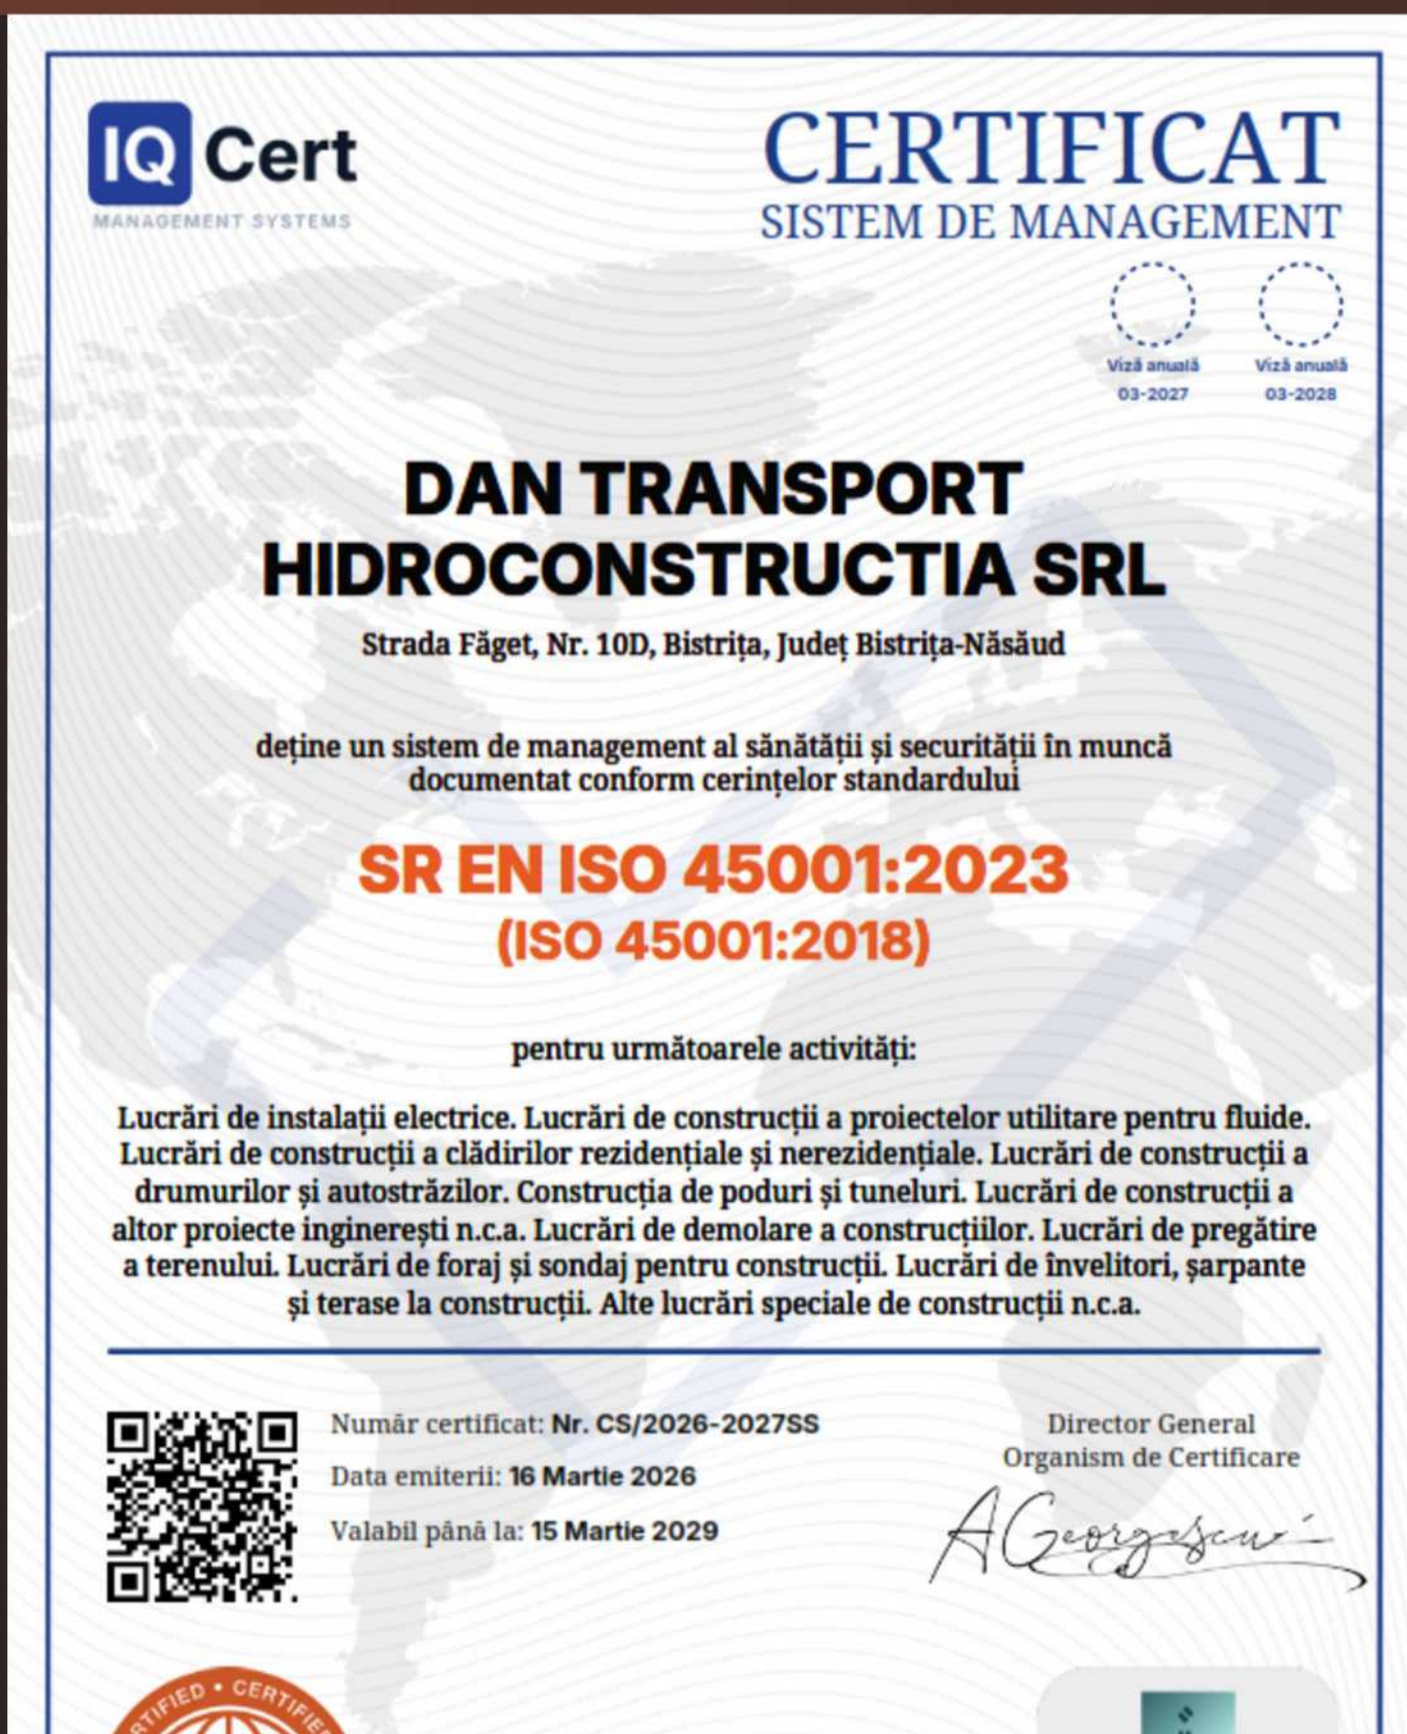 IQ Cert
MANAGEMENT SYSTEMS
CERTIFICAT
SISTEM DE MANAGEMENT
Viză anuală
03-2027
Viză anuală
03-2028
DAN TRANSPORT
HIDROCONSTRUCTIA SRL
Strada Făget, Nr. 10D, Bistrița, Județ Bistrița-Năsăud
deține un sistem de management al sănătății și securității în muncă
documentat conform cerințelor standardului
SR EN ISO 45001:2023
(ISO 45001:2018)
pentru următoarele activități:
Lucrări de instalații electrice. Lucrări de construcții a proiectelor utilitare pentru fluide.
Lucrări de construcții a clădirilor rezidențiale și nerezidențiale. Lucrări de construcții a
drumurilor și autostrăzilor. Construcția de poduri și tuneluri. Lucrări de construcții a
altor proiecte inginerești n.c.a. Lucrări de demolare a construcțiilor. Lucrări de pregătire
a terenului. Lucrări de foraj și sondaj pentru construcții. Lucrări de învelitori, șarpante
și terase la construcții. Alte lucrări speciale de construcții n.c.a.
Număr certificat: Nr. CS/2026-2027SS
Data emiterii: 16 Martie 2026
Valabil până la: 15 Martie 2029
Director General
Organism de Certificare
AGeorgescu
TIFIED • CERTIFIE